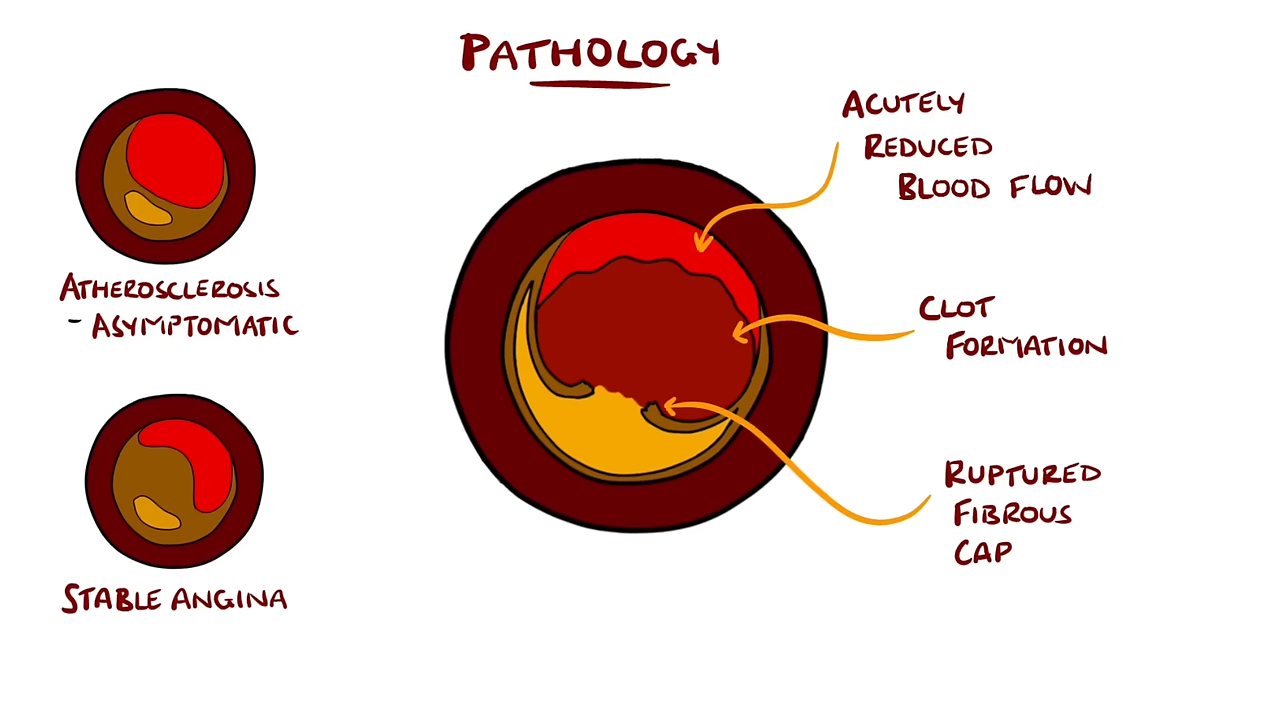 PATHOLOGY
ATHEROSCLEROSIS
- ASYMPTOMATIC
STABLE ANGINA
ACUTELY
REDUCED
BLOOD FLOW
CLOT
FORMATION
RUPTURED
FIBROUS
CAP